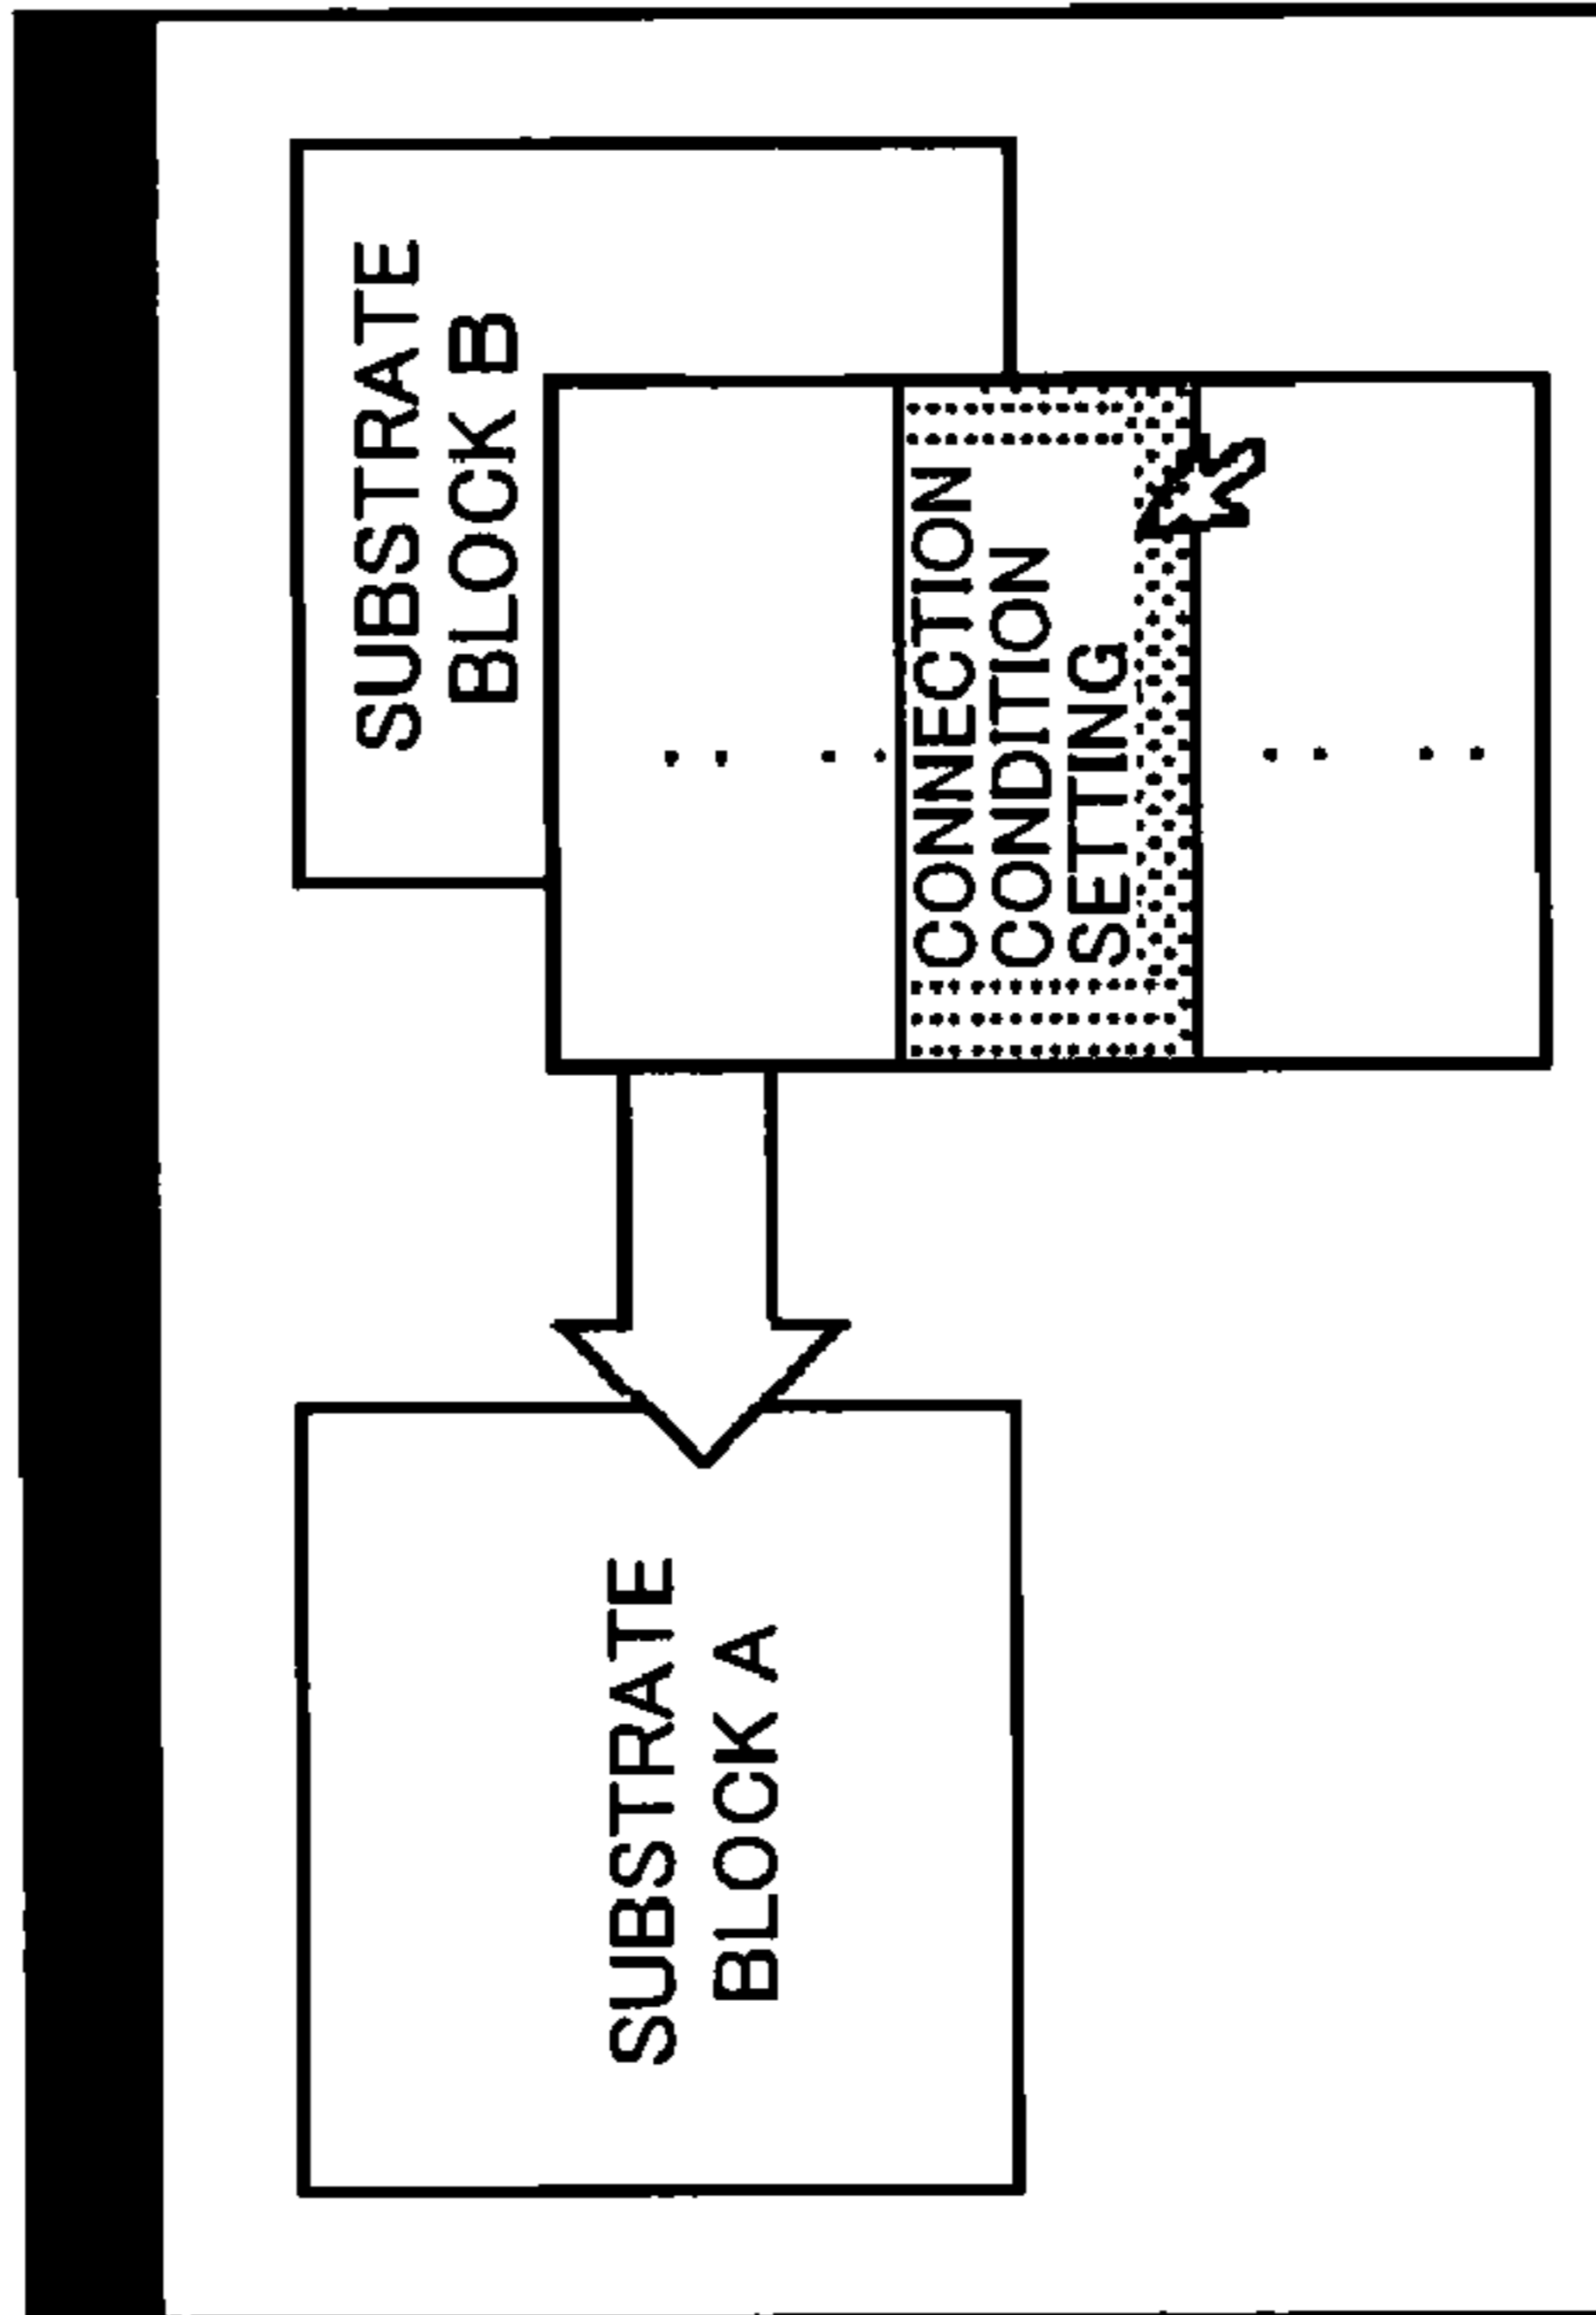 SUBSTRATE
BLOCK A
SUBSTRATE
BLOCK B
CONNECTION
CONDITION
SETTING